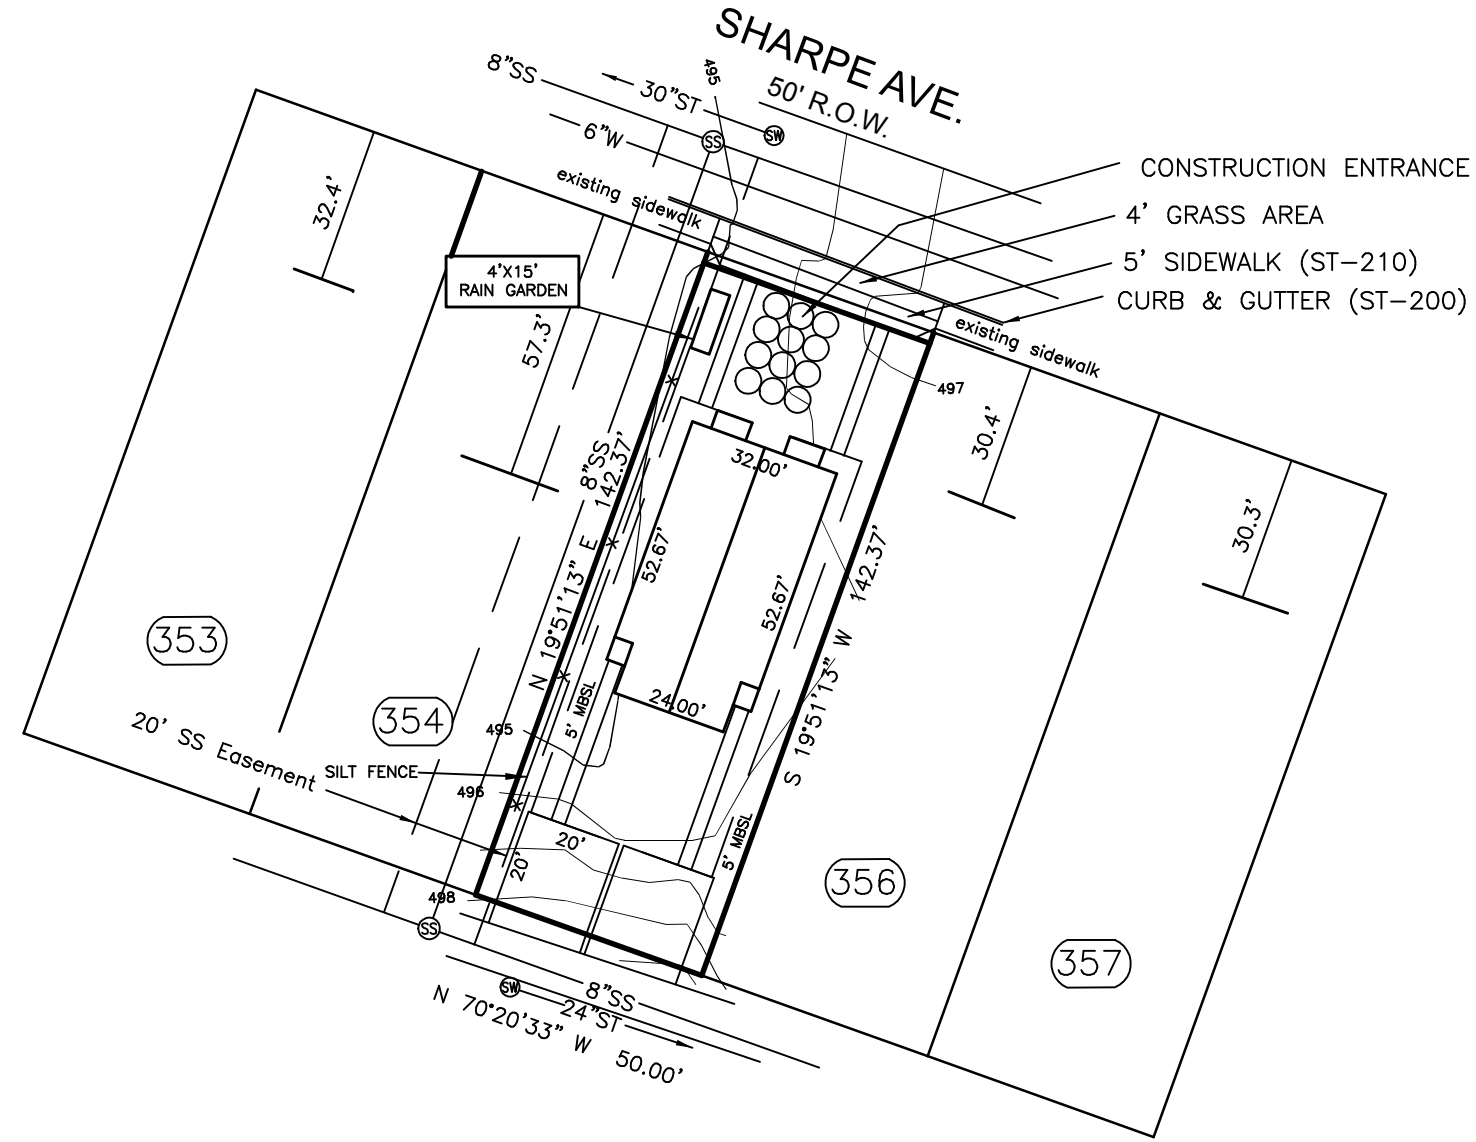 SHARPE AVE.
50' R.O.W.
495
8"SS
30"ST
SW
SS
6"W
existing sidewalk
CONSTRUCTION ENTRANCE
4' GRASS AREA
5' SIDEWALK (ST-210)
CURB & GUTTER (ST-200)
existing sidewalk
32.4'
4'X15'
RAIN GARDEN
57.3'
497
30.4'
30.3'
32.00'
8"SS
N 19°51'13" E 142.37'
52.67'
52.67'
S 19°51'13" W 142.37'
24.00'
353
354
356
357
5' MBSL
5' MBSL
20' SS Easement
SILT FENCE
495
496
498
20'
20'
SS
SW
8"SS
24"ST
N 70°20'33" W 50.00'